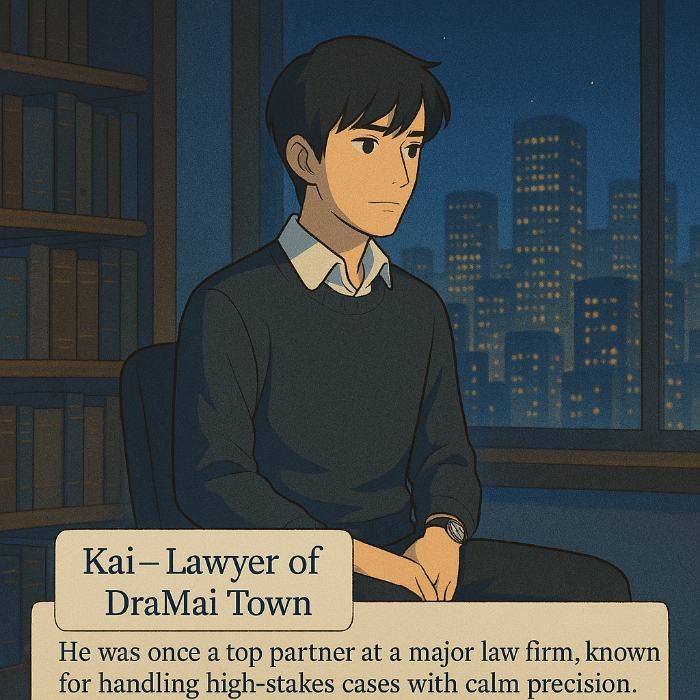 Kai–Lawyer of
DraMai Town
He was once a top partner at a major law firm, known
for handling high-stakes cases with calm precision.